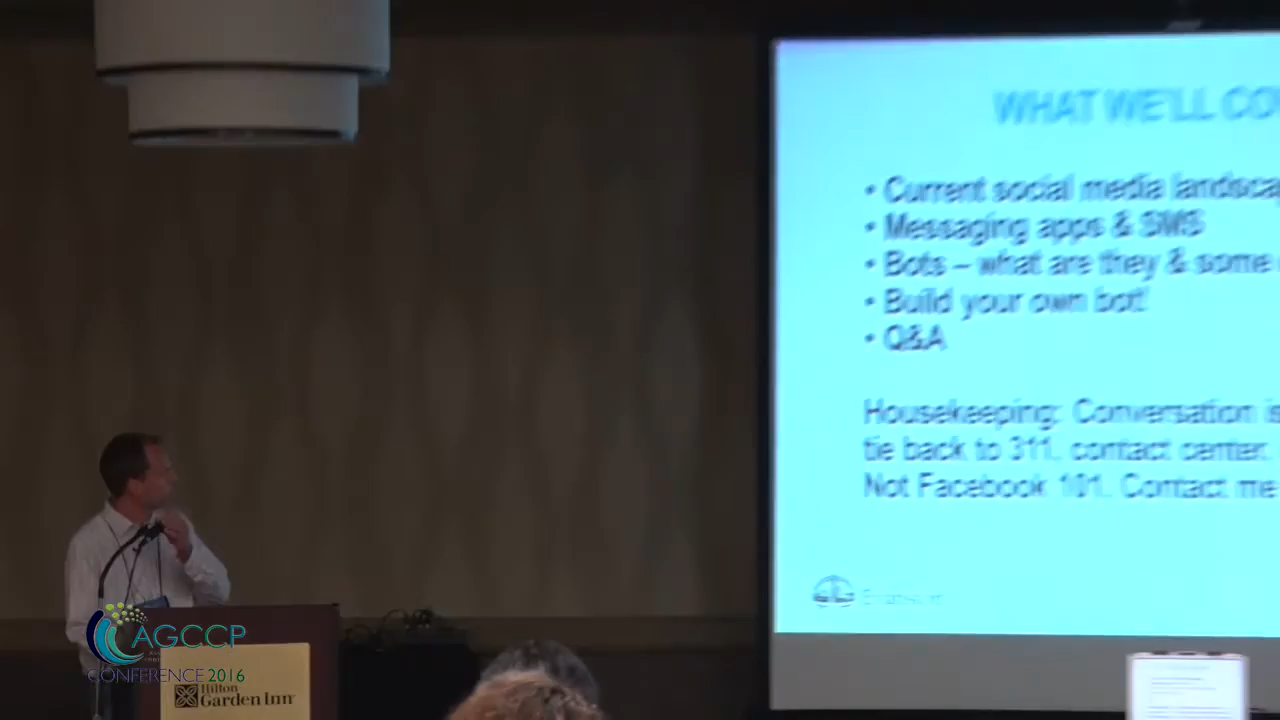 WHAT WE'LL CO
• Current social media landsca
• Messaging apps & SMS
• Bots – what are they & some
• Build your own bot!
• Q&A
Housekeeping: Conversation is
tie back to 311, contact center.
Not Facebook 101. Contact me
AGCCP
CONFERENCE 2016
Hilton
Garden Inn